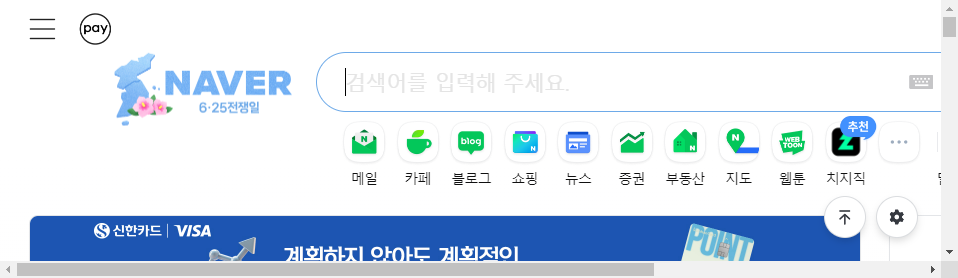 pay
NAVER
6·25전쟁일
검색어를 입력해 주세요.
추천
N
blog
N
N
N
WEB
TOON
메일
카페
블로그
쇼핑
뉴스
증권
부동산
지도
웹툰
치지직
신한카드 VISA
계획하지 않아도 계획적인
POINT